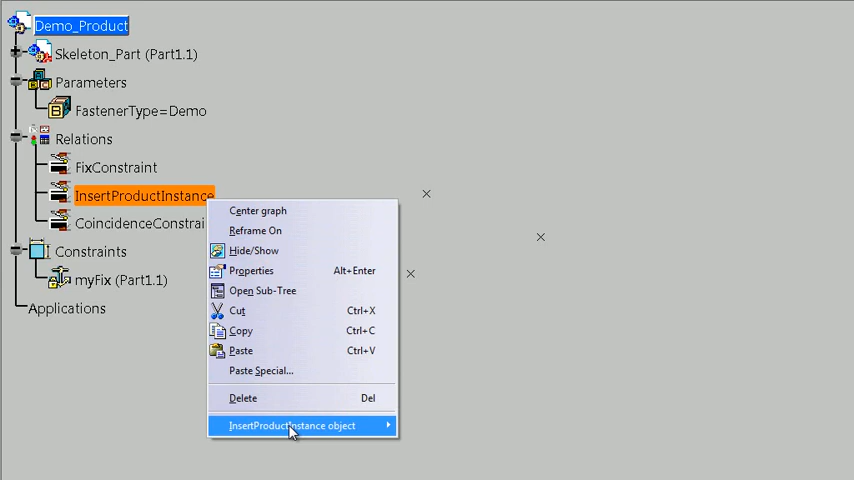 Demo_Product
Skeleton_Part (Part1.1)
Parameters
FastenerType=Demo
Relations
FixConstraint
InsertProductInstance
CoincidenceConstrai
Constraints
myFix (Part1.1)
Applications
Center graph
Reframe On
Hide/Show
Properties Alt+Enter
Open Sub-Tree
Cut Ctrl+X
Copy Ctrl+C
Paste Ctrl+V
Paste Special...
Delete Del
InsertProductInstance object